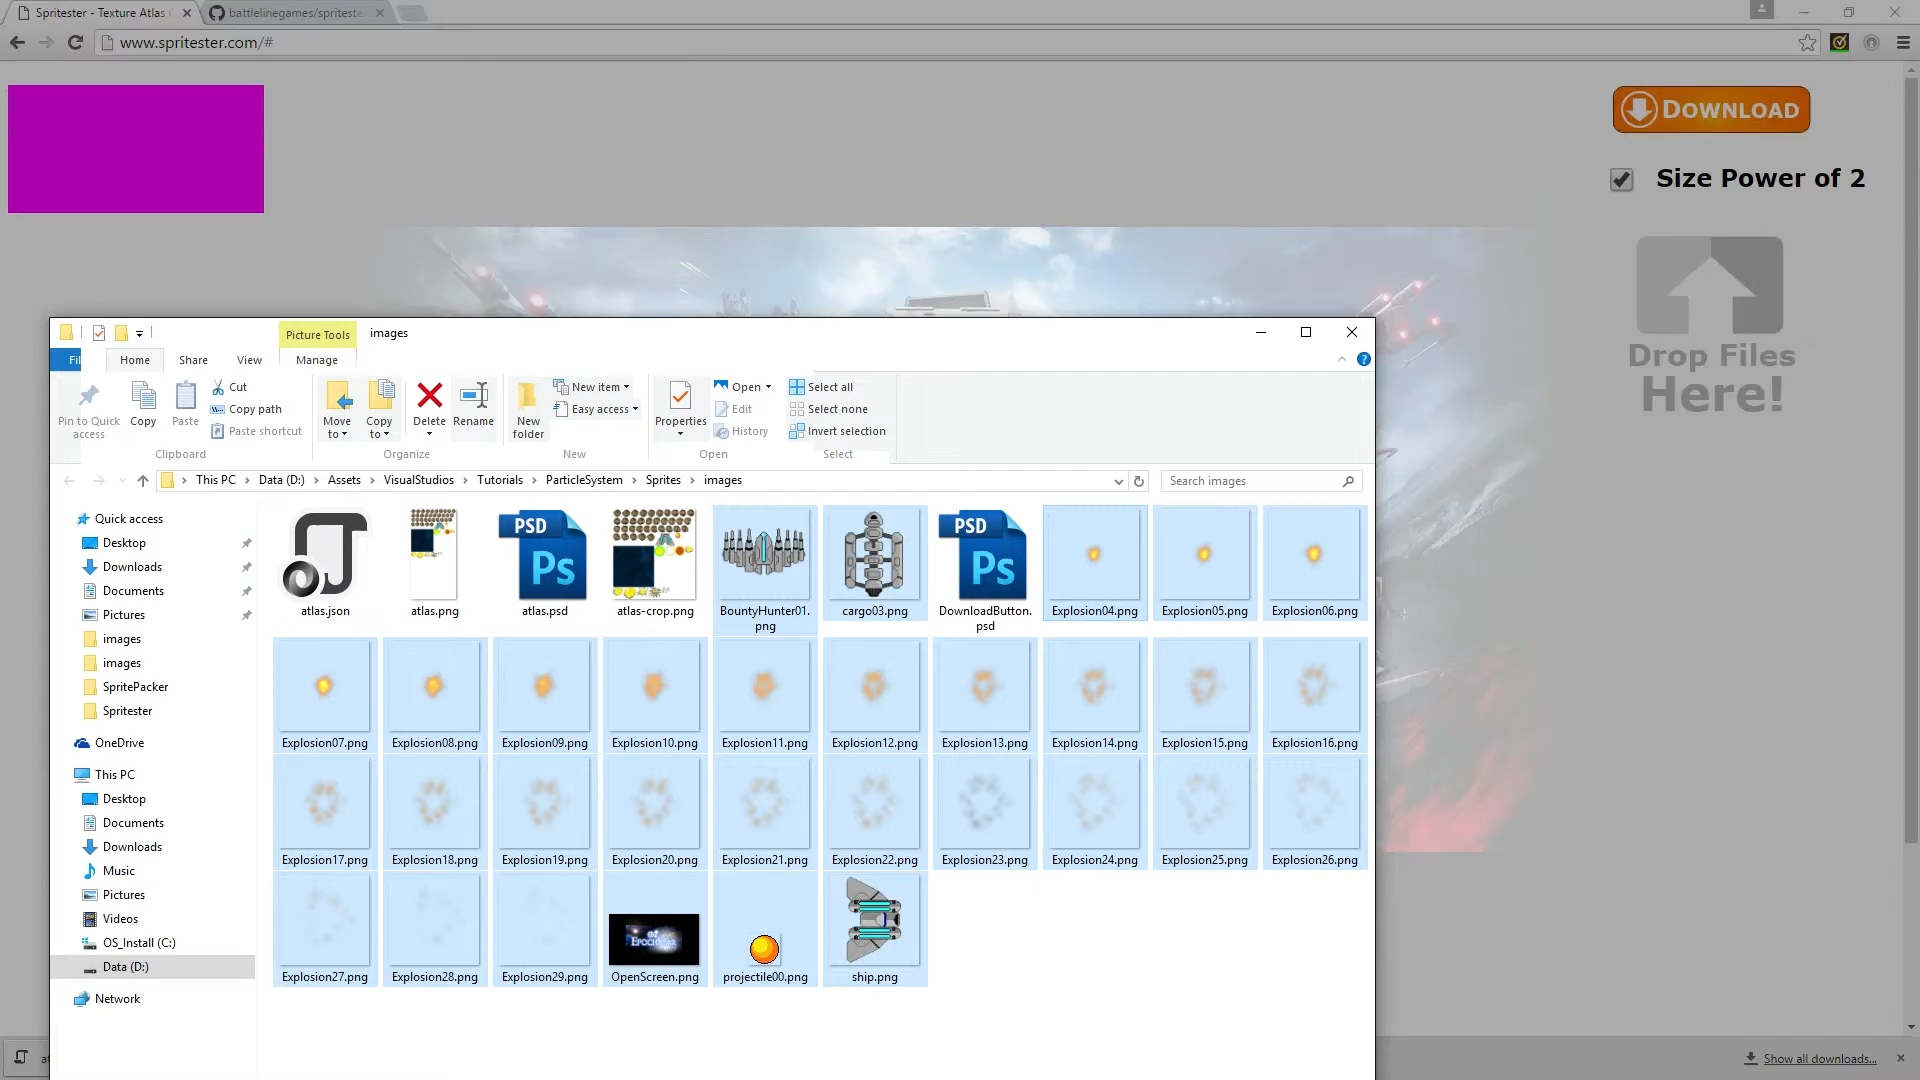 Spritester - Texture Atlas
battlelinegames/spriteste
www.spritester.com/#
DOWNLOAD
Size Power of 2
Drop Files
Here!
Picture Tools
images
Fil
Home
Share
View
Manage
Pin to Quick
access
Copy
Paste
Cut
Copy path
Paste shortcut
Clipboard
Move
to
Copy
to
Delete
Rename
Organize
New
folder
New item
Easy access
New
Properties
Open
Edit
History
Open
Select all
Select none
Invert selection
Select
This PC > Data (D:) > Assets > VisualStudios > Tutorials > ParticleSystem > Sprites > images
Search images
Quick access
Desktop
Downloads
Documents
Pictures
images
images
SpritePacker
Spritester
OneDrive
This PC
Desktop
Documents
Downloads
Music
Pictures
Videos
OS_Install (C:)
Data (D:)
Network
PSD
Ps
PSD
Ps
atlas.json
atlas.png
atlas.psd
atlas-crop.png
BountyHunter01.
png
cargo03.png
DownloadButton.
psd
Explosion04.png
Explosion05.png
Explosion06.png
Explosion07.png
Explosion08.png
Explosion09.png
Explosion10.png
Explosion11.png
Explosion12.png
Explosion13.png
Explosion14.png
Explosion15.png
Explosion16.png
Explosion17.png
Explosion18.png
Explosion19.png
Explosion20.png
Explosion21.png
Explosion22.png
Explosion23.png
Explosion24.png
Explosion25.png
Explosion26.png
Explosion27.png
Explosion28.png
Explosion29.png
OpenScreen.png
projectile00.png
ship.png
Show all downloads...